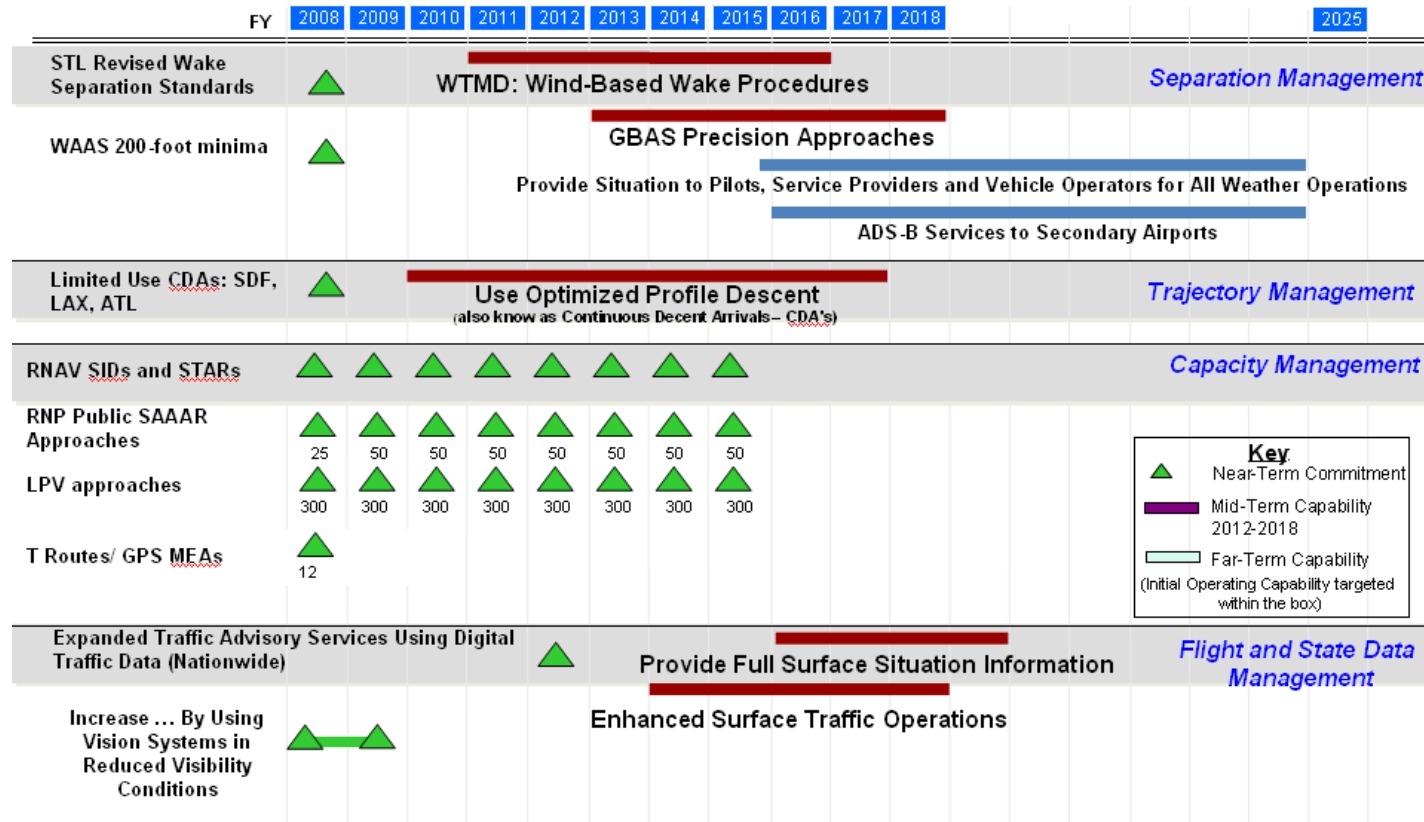 FY 2008 2009 2010 2011 2012 2013 2014 2015 2016 2017 2018 2025
STL Revised Wake
Separation Standards
WTMD: Wind-Based Wake Procedures
Separation Management
GBAS Precision Approaches
WAAS 200-foot minima
Provide Situation to Pilots, Service Providers and Vehicle Operators for All Weather Operations
ADS-B Services to Secondary Airports
Limited Use CDAs: SDF,
LAX, ATL
Use Optimized Profile Descent
(also know as Continuous Decent Arrivals– CDA's)
Trajectory Management
RNAV SIDs and STARs
Capacity Management
RNP Public SAAAR
Approaches
25 50 50 50 50 50 50 50
LPV approaches
300 300 300 300 300 300 300 300
T Routes/ GPS MEAs
12
Key
Near-Term Commitment
Mid-Term Capability
2012-2018
Far-Term Capability
(Initial Operating Capability targeted
within the box)
Expanded Traffic Advisory Services Using Digital
Traffic Data (Nationwide)
Provide Full Surface Situation Information
Flight and State Data
Management
Enhanced Surface Traffic Operations
Increase ... By Using
Vision Systems in
Reduced Visibility
Conditions